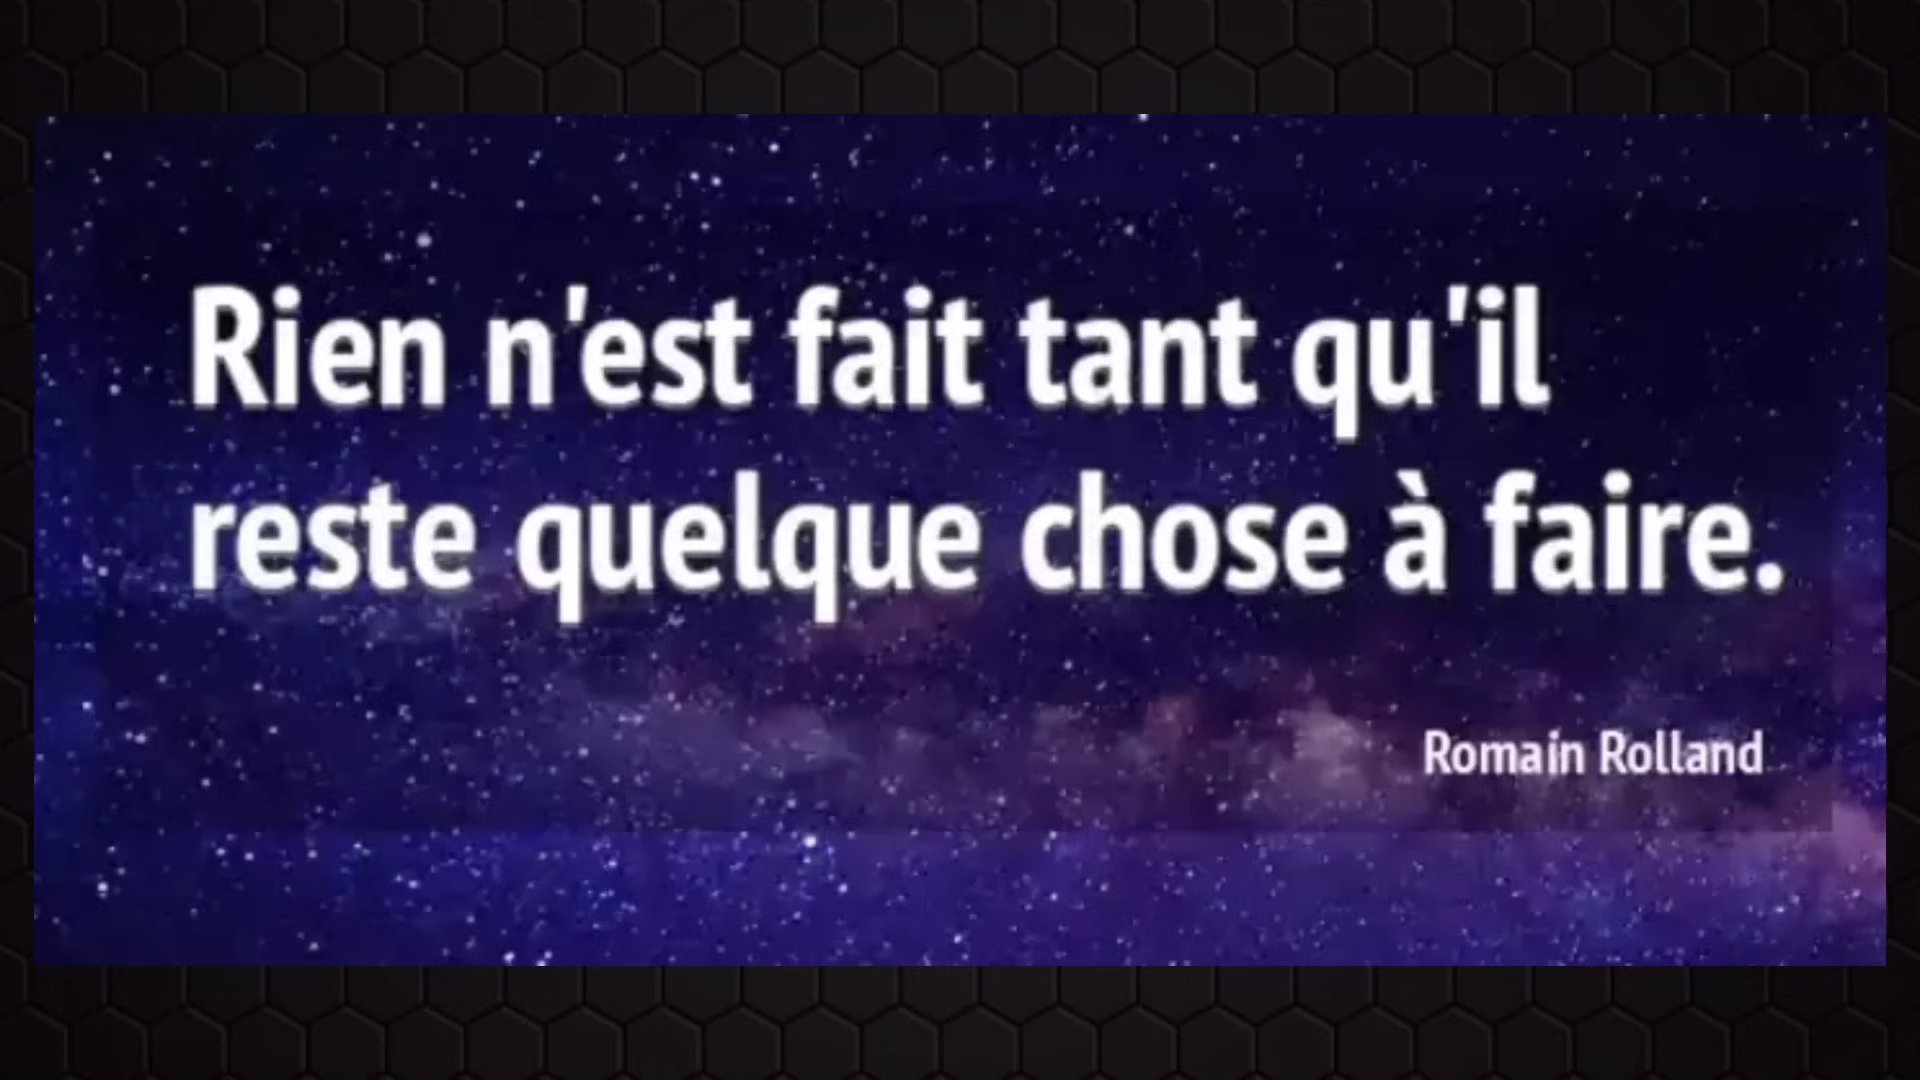 Rien n'est fait tant qu'il
reste quelque chose à faire.
Romain Rolland